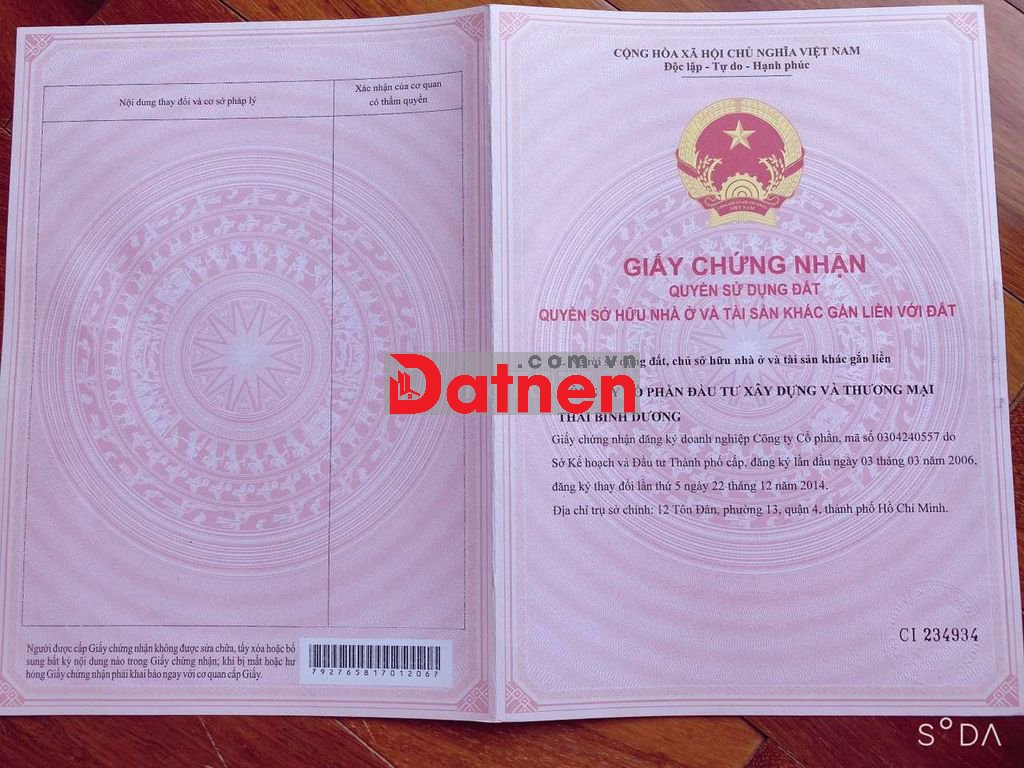 Nội dung thay đổi và cơ sở pháp lý
Xác nhận của cơ quan
có thẩm quyền
Người được cấp Giấy chứng nhận không được sửa chữa, tẩy xóa hoặc bổ
sung bất kỳ nội dung nào trong Giấy chứng nhận; khi bị mất hoặc hư
hỏng Giấy chứng nhận phải khai báo ngay với cơ quan cấp Giấy.
792765817012067
CỘNG HÒA XÃ HỘI CHỦ NGHĨA VIỆT NAM
Độc lập - Tự do - Hạnh phúc
VIỆT NAM
GIẤY CHỨNG NHẬN
QUYỀN SỬ DỤNG ĐẤT
QUYỀN SỞ HỮU NHÀ Ở VÀ TÀI SẢN KHÁC GẮN LIỀN VỚI ĐẤT
đất, chủ sở hữu nhà ở và tài sản khác gắn liền
PHẦN ĐẦU TƯ XÂY DỰNG VÀ THƯƠNG MẠI
THÁI BÌNH DƯƠNG
Giấy chứng nhận đăng ký doanh nghiệp Công ty Cổ phần, mã số 0304240557 do
Sở Kế hoạch và Đầu tư Thành phố cấp, đăng ký lần đầu ngày 03 tháng 03 năm 2006,
đăng ký thay đổi lần thứ 5 ngày 22 tháng 12 năm 2014.
Địa chỉ trụ sở chính: 12 Tôn Đản, phường 13, quận 4, thành phố Hồ Chí Minh.
CI 234934
.com.vn
Datnen
SODA